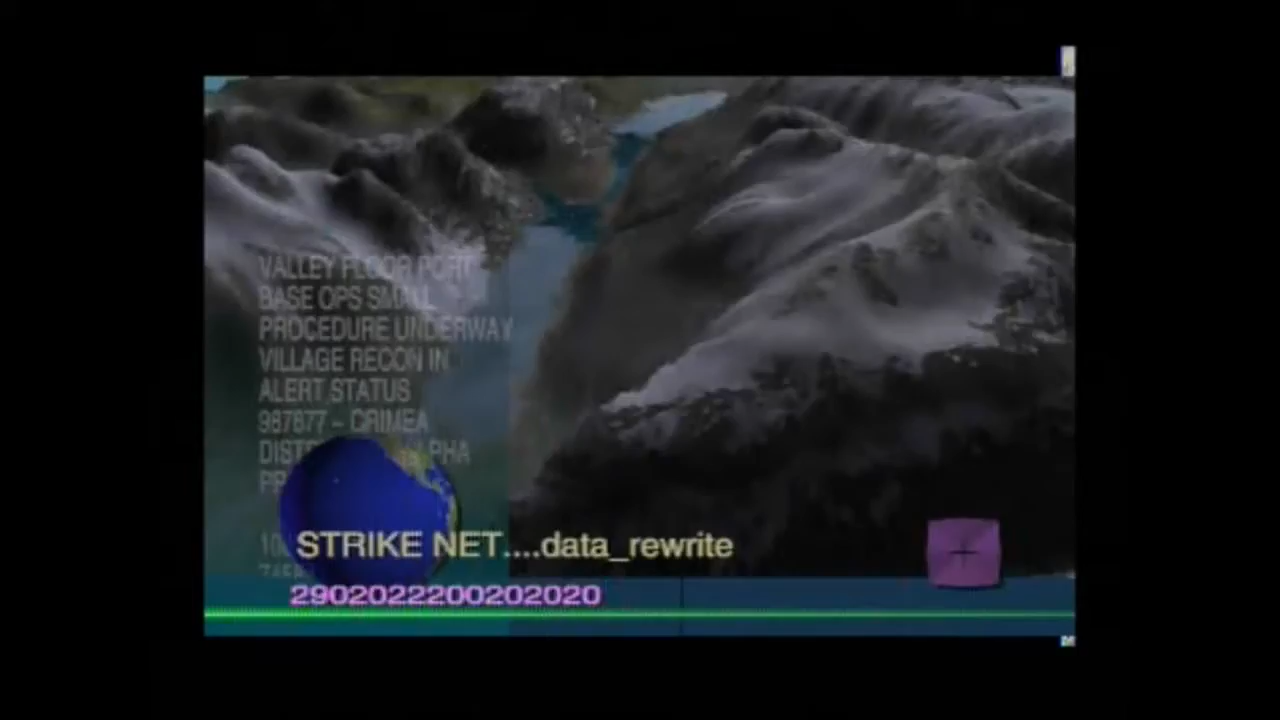 VALLEY FLOOR PORT
BASE OPS SMALL
PROCEDURE UNDERWAY
VILLAGE RECON IN
ALERT STATUS
987677 – CRIMEA
STRIKE NET....data_rewrite
2902022200202020